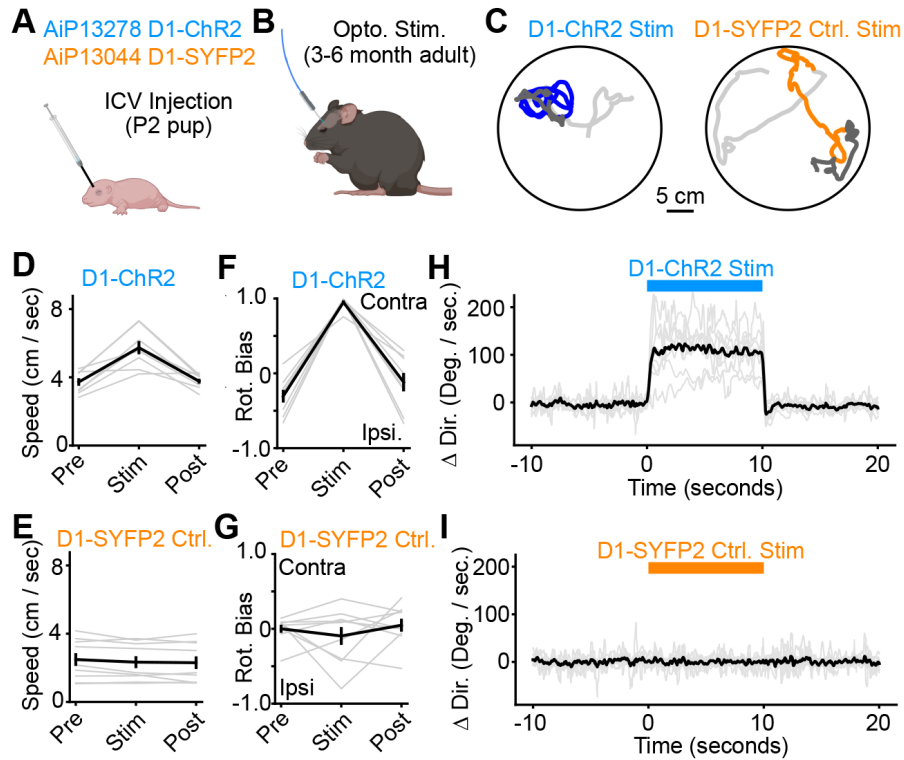 A
AiP13278 D1-ChR2
AiP13044 D1-SYFP2
ICV Injection
(P2 pup)
B
Opto. Stim.
(3-6 month adult)
C
D1-ChR2 Stim
D1-SYFP2 Ctrl. Stim
5 cm
D
D1-ChR2
Speed (cm / sec)
8
4
0
Pre
Stim
Post
F
D1-ChR2
Rot. Bias
1.0
0
-1.0
Contra
Ipsi.
Pre
Stim
Post
H
D1-ChR2 Stim
Δ Dir. (Deg. / sec.)
200
100
0
-10
0
10
20
Time (seconds)
E
D1-SYFP2 Ctrl.
Speed (cm / sec)
8
4
0
Pre
Stim
Post
G
D1-SYFP2 Ctrl.
Rot. Bias
1.0
0
-1.0
Contra
Ipsi
Pre
Stim
Post
I
D1-SYFP2 Ctrl. Stim
Δ Dir. (Deg. / sec.)
200
100
0
-10
0
10
20
Time (seconds)